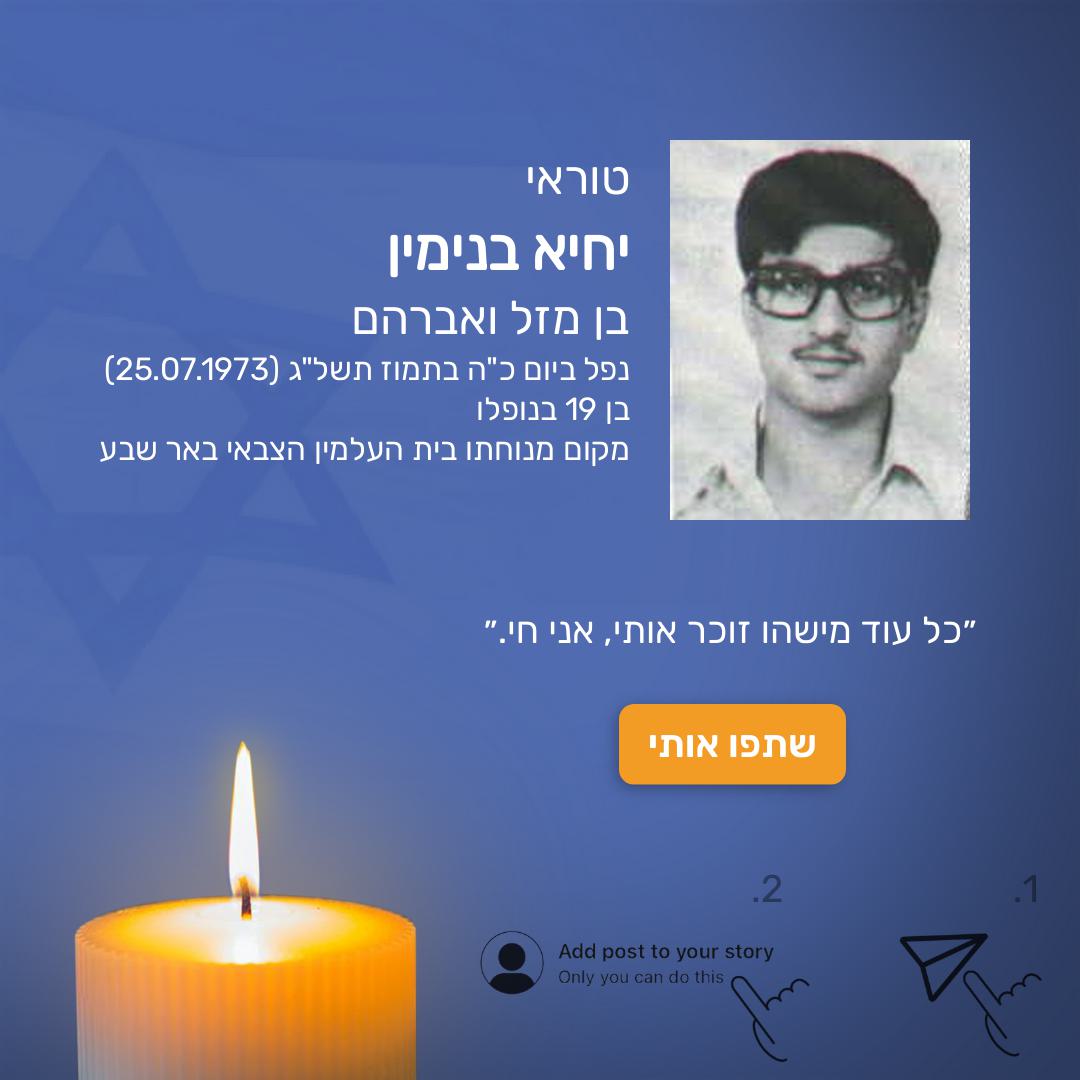 טוראי
יחיא בנימין
בן מזל ואברהם
נפל ביום כ"ה בתמוז תשל"ג (25.07.1973)
בן 19 בנופלו
מקום מנוחתו בית העלמין הצבאי באר שבע
״כל עוד מישהו זוכר אותי, אני חי.״
שתפו אותי
1.
2.
Add post to your story
Only you can do this